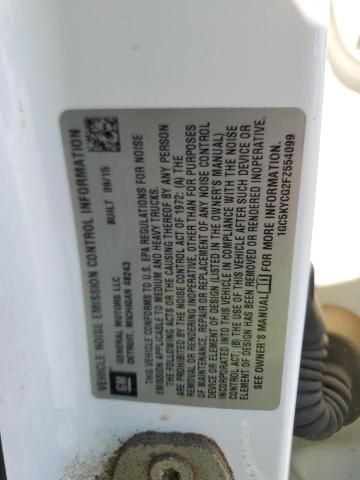 VEHICLE NOISE EMISSION CONTROL INFORMATION
GM
GENERAL MOTORS LLC
DETROIT, MICHIGAN 48243
BUILT 09/15
THIS VEHICLE CONFORMS TO U.S. EPA REGULATIONS FOR NOISE
EMISSION APPLICABLE TO MEDIUM AND HEAVY TRUCKS.
THE FOLLOWING ACTS OR THE CAUSING THEREOF BY ANY PERSON
ARE PROHIBITED BY THE NOISE CONTROL ACT OF 1972: (A) THE
REMOVAL OR RENDERING INOPERATIVE, OTHER THAN FOR PURPOSES
OF MAINTENANCE, REPAIR, OR REPLACEMENT OF ANY NOISE CONTROL
DEVICE OR ELEMENT OF DESIGN (LISTED IN THE OWNER'S MANUAL)
INCORPORATED INTO THIS VEHICLE IN COMPLIANCE WITH THE NOISE
CONTROL ACT; (B) THE USE OF THIS VEHICLE AFTER SUCH DEVICE OR
ELEMENT OF DESIGN HAS BEEN REMOVED OR RENDERED INOPERATIVE.
SEE OWNER'S MANUAL FOR MORE INFORMATION.
1GC5KYCG2FZ554099